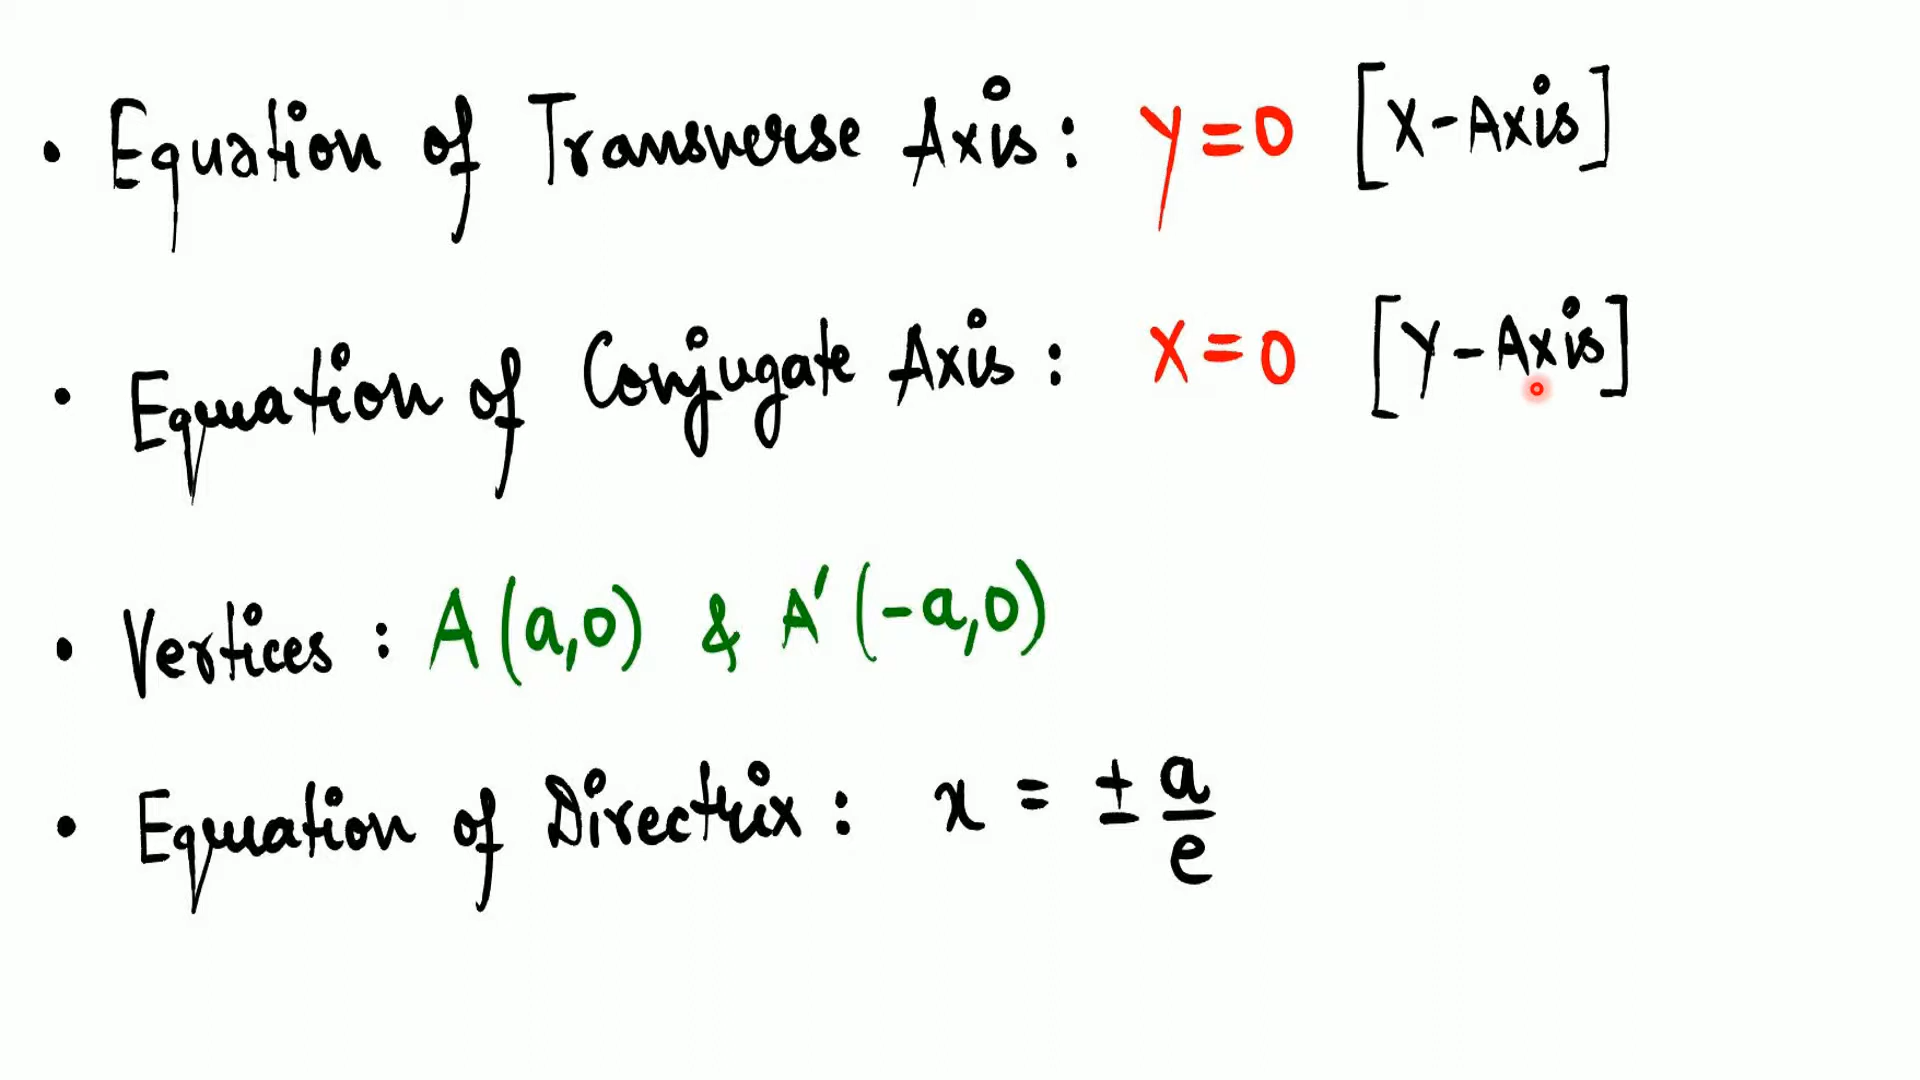 • Equation of Transverse Axis: Y=0 [X-Axis]
• Equation of Conjugate Axis: X=0 [Y-Axis]
• Vertices: A(a,0) & A'(-a,0)
• Equation of Directrix: x = ± a/e